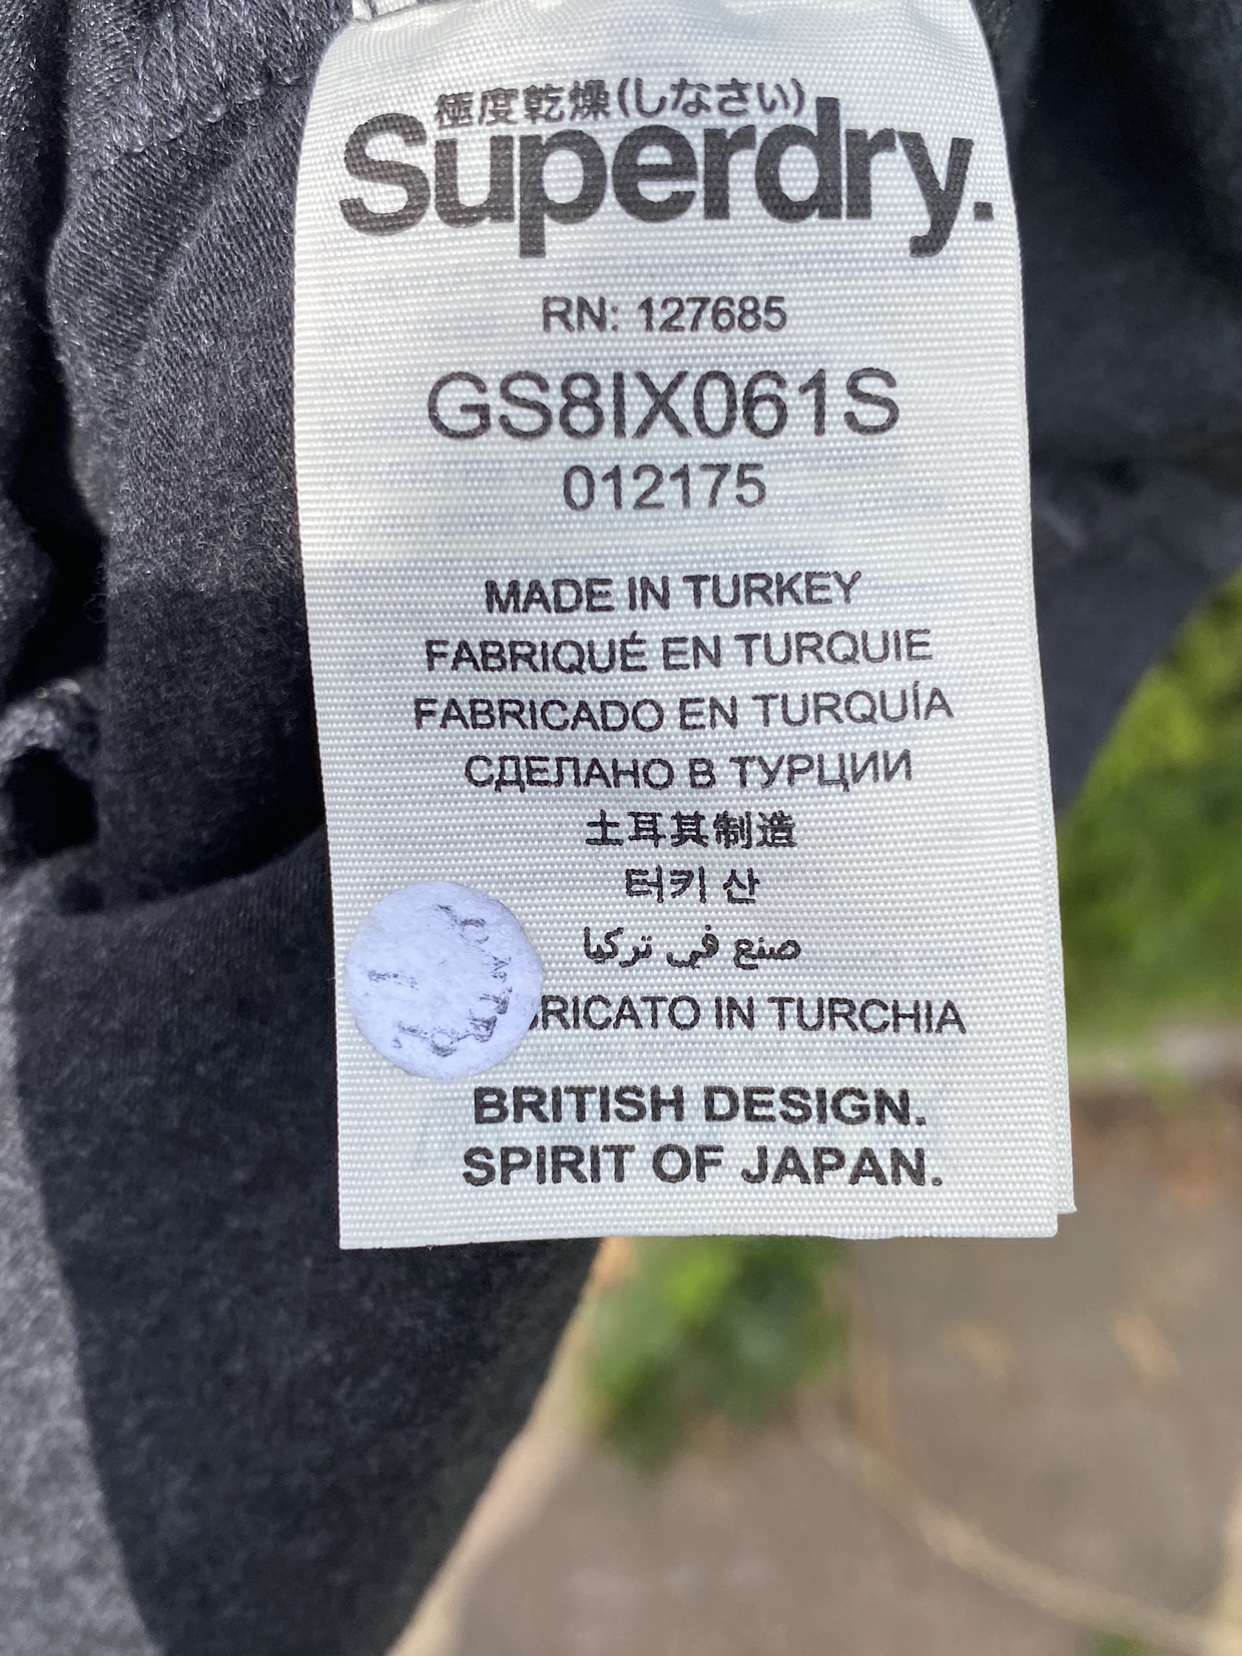 極度乾燥(しなさい)
Superdry.
RN: 127685
GS8IX061S
012175
MADE IN TURKEY
FABRIQUÉ EN TURQUIE
FABRICADO EN TURQUÍA
СДЕЛАНО В ТУРЦИИ
土耳其制造
터키 산
صنع في تركيا
IN TURCHIA
BRITISH DESIGN.
SPIRIT OF JAPAN.